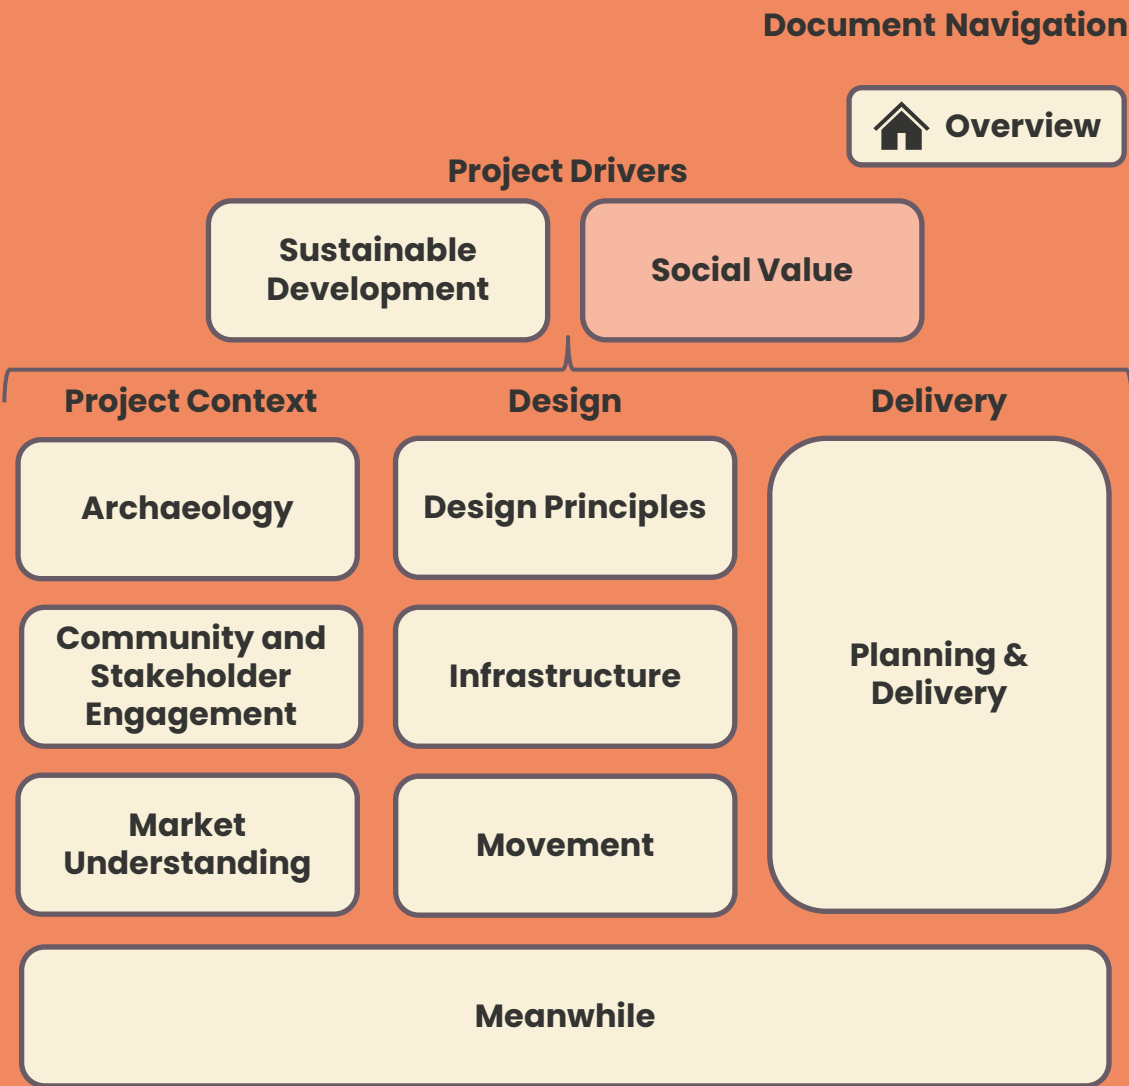 Document Navigation
Overview
Project Drivers
Sustainable
Development
Social Value
Project Context
Design
Delivery
Archaeology
Design Principles
Community and
Stakeholder
Engagement
Infrastructure
Planning &
Delivery
Market
Understanding
Movement
Meanwhile